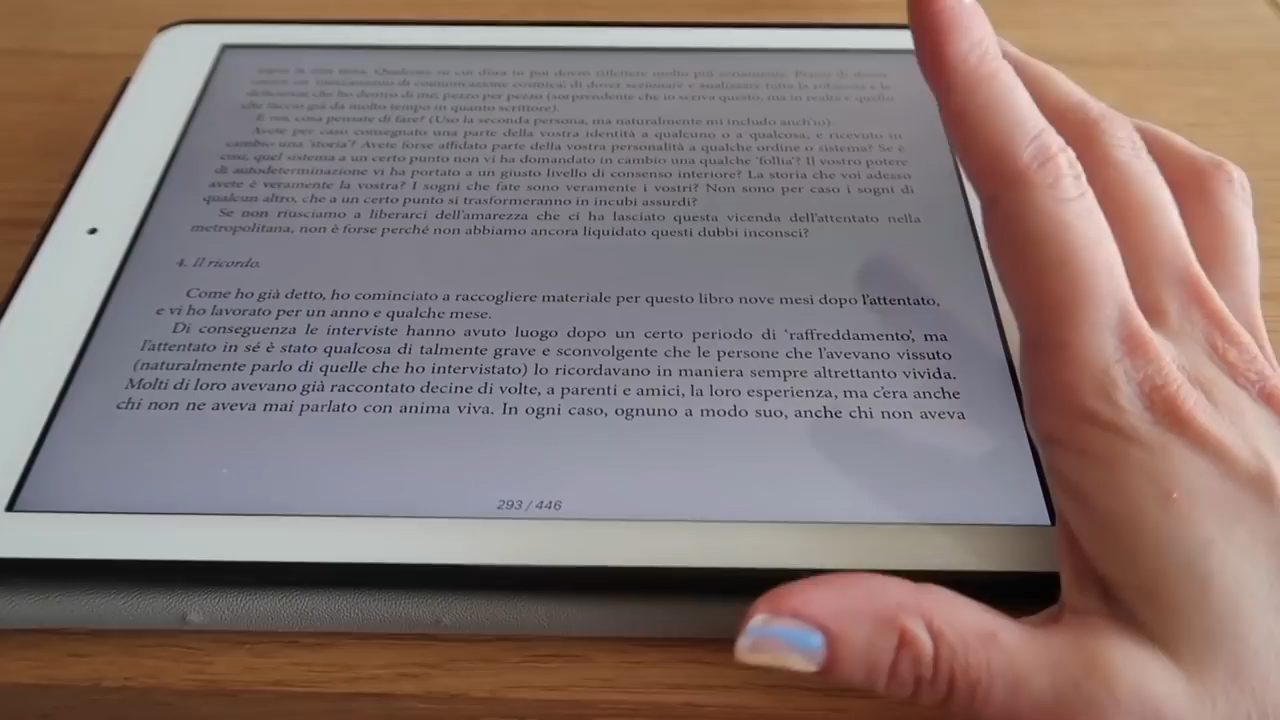 che faccio già da molto tempo in quanto scrittore).
E voi, cosa pensate di fare? (Uso la seconda persona, ma naturalmente mi includo anch'io).
Avete per caso consegnato una parte della vostra identità a qualcuno o a qualcosa, e ricevuto in
cambio una 'storia'? Avete forse affidato parte della vostra personalità a qualche ordine o sistema? Se è
così, quel sistema a un certo punto non vi ha domandato in cambio una qualche 'follia'? Il vostro potere
di autodeterminazione vi ha portato a un giusto livello di consenso interiore? La storia che voi adesso
avete è veramente la vostra? I sogni che fate sono veramente i vostri? Non sono per caso i sogni di
qualcun altro, che a un certo punto si trasformeranno in incubi assurdi?
Se non riusciamo a liberarci dell'amarezza che ci ha lasciato questa vicenda dell'attentato nella
metropolitana, non è forse perché non abbiamo ancora liquidato questi dubbi inconsci?
4. Il ricordo.
Come ho già detto, ho cominciato a raccogliere materiale per questo libro nove mesi dopo l'attentato,
e vi ho lavorato per un anno e qualche mese.
Di conseguenza le interviste hanno avuto luogo dopo un certo periodo di 'raffreddamento', ma
l'attentato in sé è stato qualcosa di talmente grave e sconvolgente che le persone che l'avevano vissuto
(naturalmente parlo di quelle che ho intervistato) lo ricordavano in maniera sempre altrettanto vivida.
Molti di loro avevano già raccontato decine di volte, a parenti e amici, la loro esperienza, ma c'era anche
chi non ne aveva mai parlato con anima viva. In ogni caso, ognuno a modo suo, anche chi non aveva
293 / 446